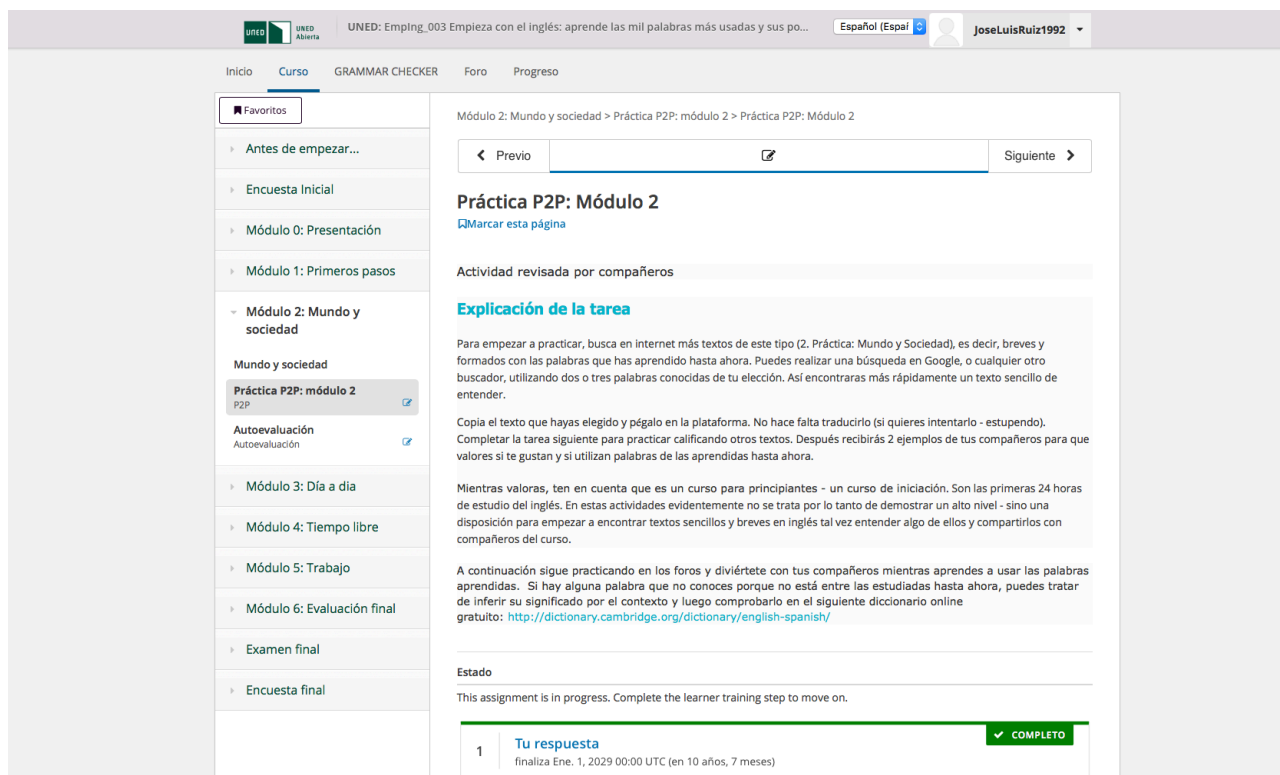 UNED
UNED
Abierta
UNED: EmpIng_003 Empieza con el inglés: aprende las mil palabras más usadas y sus po...
Español (Espai
JoseLuisRuiz1992
Inicio Curso GRAMMAR CHECKER Foro Progreso
Favoritos
Antes de empezar...
Encuesta Inicial
Módulo 0: Presentación
Módulo 1: Primeros pasos
Módulo 2: Mundo y
sociedad
Mundo y sociedad
Práctica P2P: módulo 2
P2P
Autoevaluación
Autoevaluación
Módulo 3: Día a dia
Módulo 4: Tiempo libre
Módulo 5: Trabajo
Módulo 6: Evaluación final
Examen final
Encuesta final
Módulo 2: Mundo y sociedad > Práctica P2P: módulo 2 > Práctica P2P: Módulo 2
Previo
Siguiente
Práctica P2P: Módulo 2
Marcar esta página
Actividad revisada por compañeros
Explicación de la tarea
Para empezar a practicar, busca en internet más textos de este tipo (2. Práctica: Mundo y Sociedad), es decir, breves y
formados con las palabras que has aprendido hasta ahora. Puedes realizar una búsqueda en Google, o cualquier otro
buscador, utilizando dos o tres palabras conocidas de tu elección. Así encontraras más rápidamente un texto sencillo de
entender.
Copia el texto que hayas elegido y pégalo en la plataforma. No hace falta traducirlo (si quieres intentarlo - estupendo).
Completar la tarea siguiente para practicar calificando otros textos. Después recibirás 2 ejemplos de tus compañeros para que
valores si te gustan y si utilizan palabras de las aprendidas hasta ahora.
Mientras valoras, ten en cuenta que es un curso para principiantes - un curso de iniciación. Son las primeras 24 horas
de estudio del inglés. En estas actividades evidentemente no se trata por lo tanto de demostrar un alto nivel - sino una
disposición para empezar a encontrar textos sencillos y breves en inglés tal vez entender algo de ellos y compartirlos con
compañeros del curso.
A continuación sigue practicando en los foros y diviértete con tus compañeros mientras aprendes a usar las palabras
aprendidas. Si hay alguna palabra que no conoces porque no está entre las estudiadas hasta ahora, puedes tratar
de inferir su significado por el contexto y luego comprobarlo en el siguiente diccionario online
gratuito: http://dictionary.cambridge.org/dictionary/english-spanish/
Estado
This assignment is in progress. Complete the learner training step to move on.
COMPLETO
1 Tu respuesta
finaliza Ene. 1, 2029 00:00 UTC (en 10 años, 7 meses)